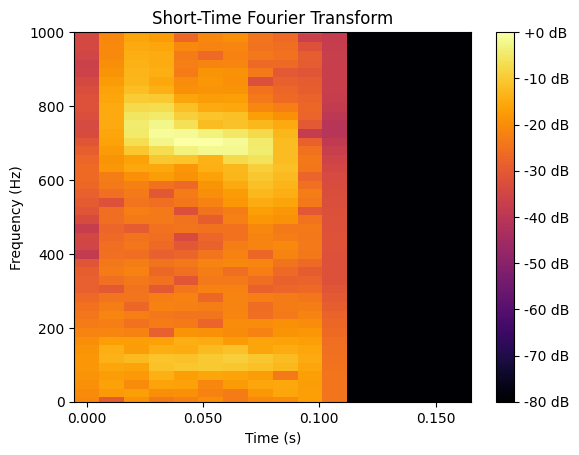 Short-Time Fourier Transform
1000
800
600
400
200
0
Frequency (Hz)
0.000
0.050
0.100
0.150
Time (s)
+0 dB
-10 dB
-20 dB
-30 dB
-40 dB
-50 dB
-60 dB
-70 dB
-80 dB